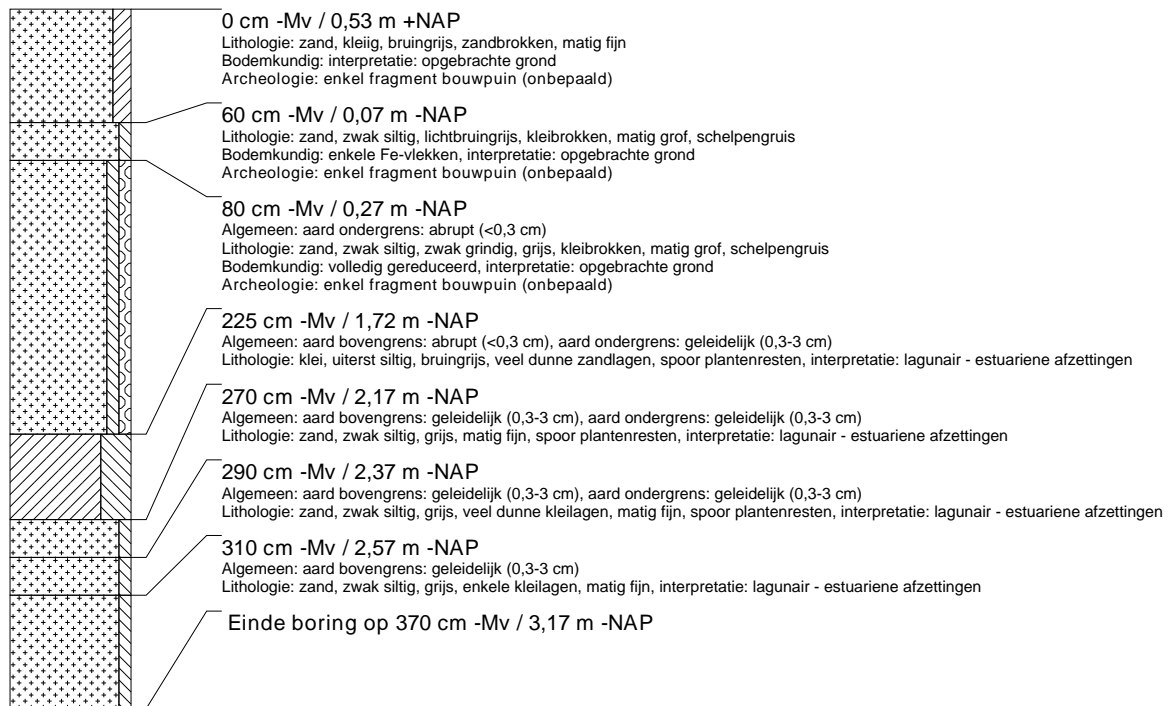 0 cm -Mv / 0,53 m +NAP
Lithologie: zand, kleiig, bruingrijs, zandbrokken, matig fijn
Bodemkundig: interpretatie: opgebrachte grond
Archeologie: enkel fragment bouwpuin (onbepaald)
60 cm -Mv / 0,07 m -NAP
Lithologie: zand, zwak siltig, lichtbruingrijs, kleibrokken, matig grof, schelpengruis
Bodemkundig: enkele Fe-vlekken, interpretatie: opgebrachte grond
Archeologie: enkel fragment bouwpuin (onbepaald)
80 cm -Mv / 0,27 m -NAP
Algemeen: aard ondergrens: abrupt (<0,3 cm)
Lithologie: zand, zwak siltig, zwak grindig, grijs, kleibrokken, matig grof, schelpengruis
Bodemkundig: volledig gereduceerd, interpretatie: opgebrachte grond
Archeologie: enkel fragment bouwpuin (onbepaald)
225 cm -Mv / 1,72 m -NAP
Algemeen: aard bovengrens: abrupt (<0,3 cm), aard ondergrens: geleidelijk (0,3-3 cm)
Lithologie: klei, uiterst siltig, bruingrijs, veel dunne zandlagen, spoor plantenresten, interpretatie: lagunair - estuariene afzettingen
270 cm -Mv / 2,17 m -NAP
Algemeen: aard bovengrens: geleidelijk (0,3-3 cm), aard ondergrens: geleidelijk (0,3-3 cm)
Lithologie: zand, zwak siltig, grijs, matig fijn, spoor plantenresten, interpretatie: lagunair - estuariene afzettingen
290 cm -Mv / 2,37 m -NAP
Algemeen: aard bovengrens: geleidelijk (0,3-3 cm), aard ondergrens: geleidelijk (0,3-3 cm)
Lithologie: zand, zwak siltig, grijs, veel dunne kleilagen, matig fijn, spoor plantenresten, interpretatie: lagunair - estuariene afzettingen
310 cm -Mv / 2,57 m -NAP
Algemeen: aard bovengrens: geleidelijk (0,3-3 cm)
Lithologie: zand, zwak siltig, grijs, enkele kleilagen, matig fijn, interpretatie: lagunair - estuariene afzettingen
Einde boring op 370 cm -Mv / 3,17 m -NAP